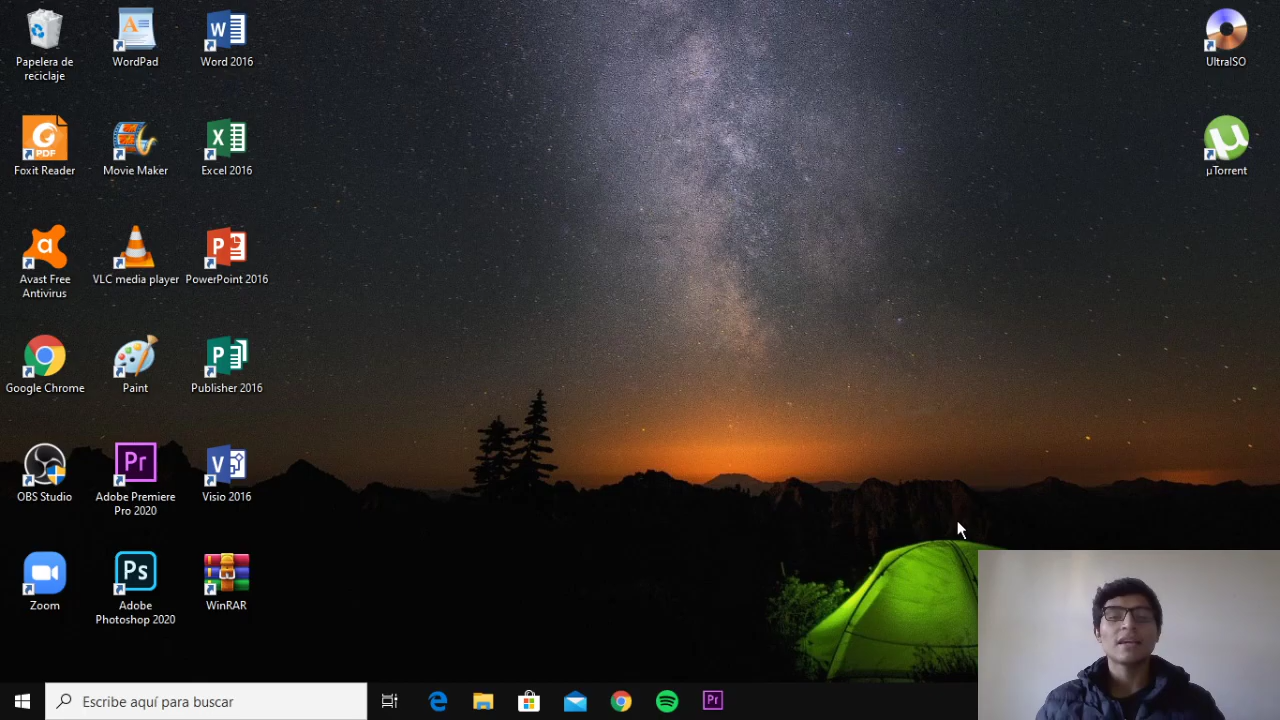 Papelera de
reciclaje
WordPad
Word 2016
UltraISO
Foxit Reader
Movie Maker
Excel 2016
µTorrent
Avast Free
Antivirus
VLC media player
PowerPoint 2016
Google Chrome
Paint
Publisher 2016
OBS Studio
Adobe Premiere
Pro 2020
Visio 2016
Zoom
Adobe
Photoshop 2020
WinRAR
Escribe aquí para buscar